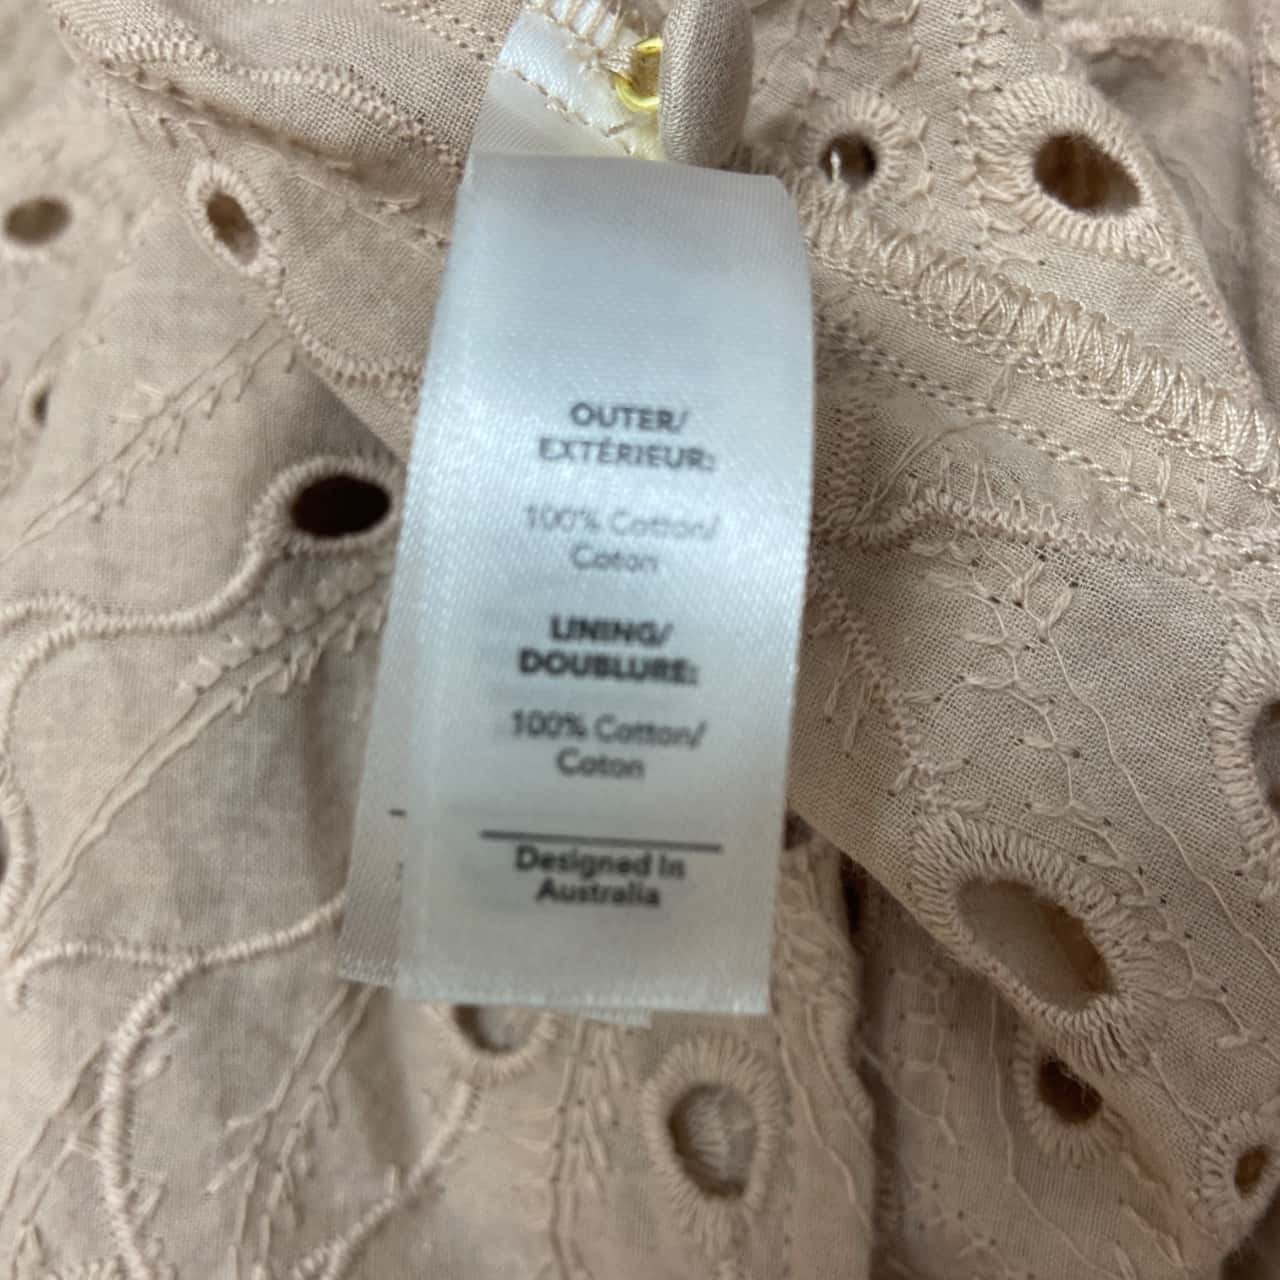 OUTER/
EXTÉRIEUR:
100% Cotton/
Coton
LINING/
DOUBLURE:
100% Cotton/
Coton
Designed In
Australia